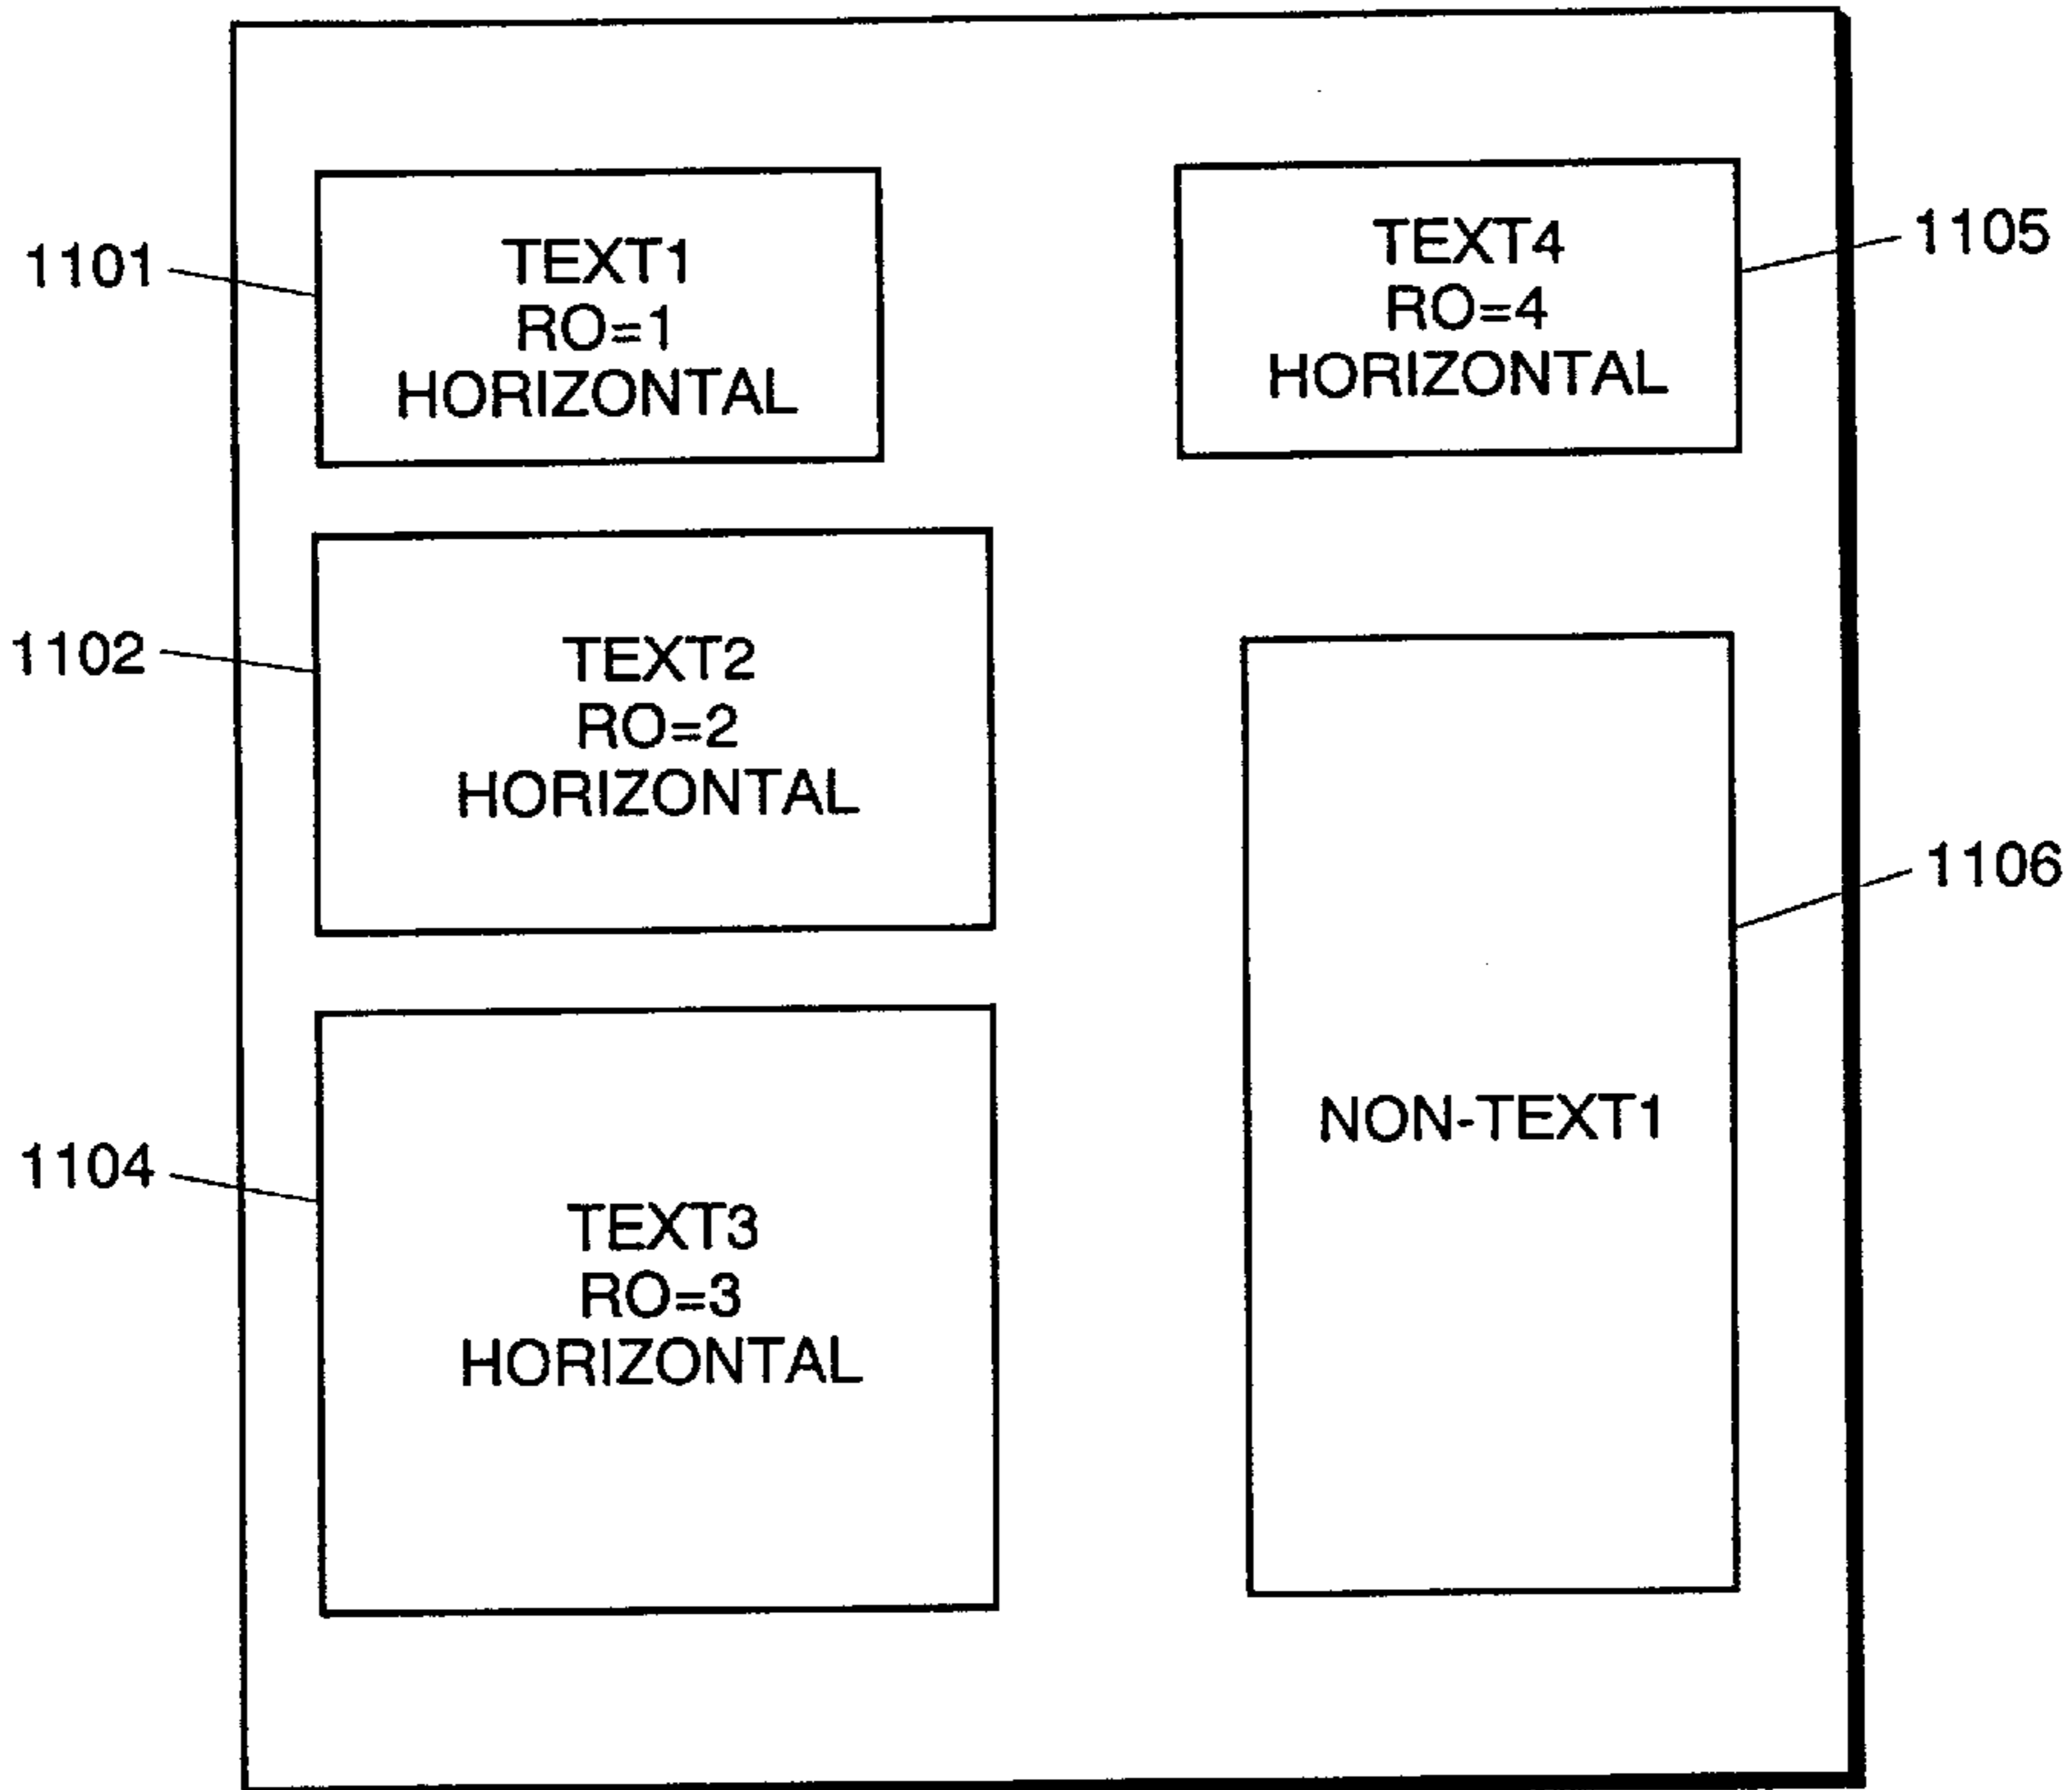 1101
TEXT1
RO=1
HORIZONTAL
1102
TEXT2
RO=2
HORIZONTAL
1104
TEXT3
RO=3
HORIZONTAL
TEXT4
RO=4
HORIZONTAL
1105
NON-TEXT1
1106